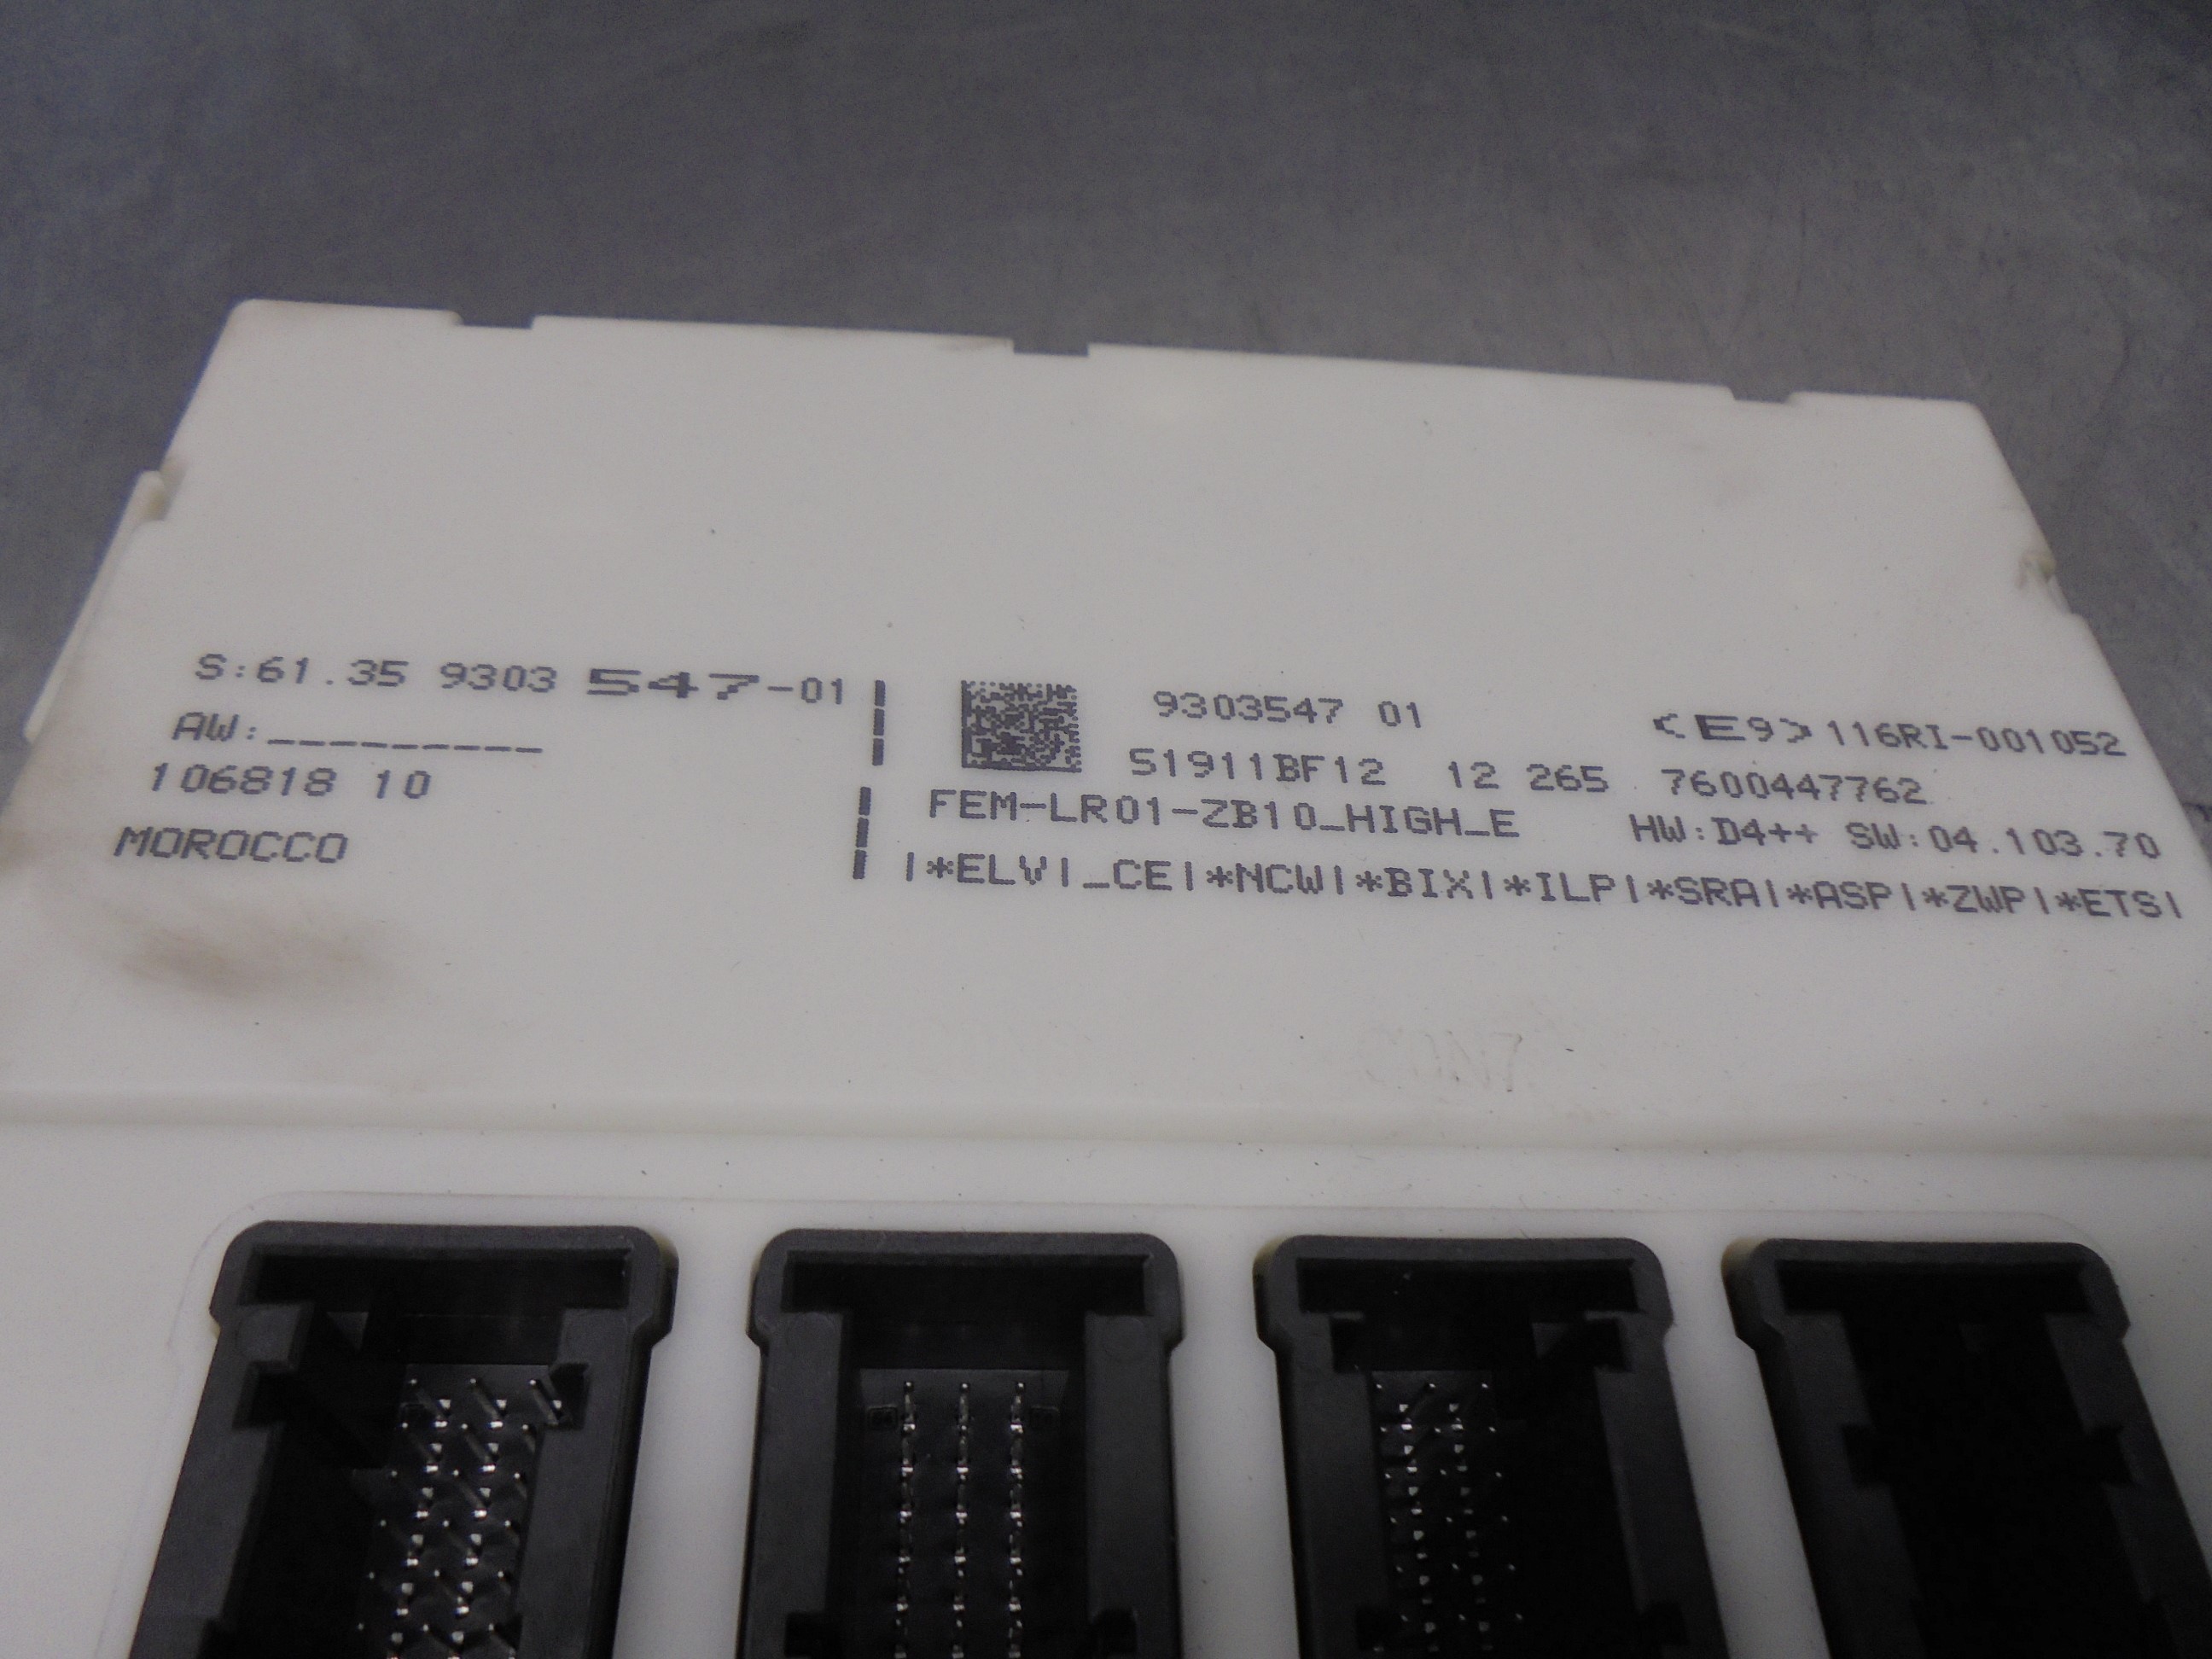 S:61.35 9303 547-01
AW:_________
106818 10
MOROCCO
9303547 01 <E9>116RI-001052
S1911BF12 12 265 7600447762
FEM-LR01-ZB10_HIGH_E HW:D4++ SW:04.103.70
|*ELV|_CE|*NCW|*BIX|*ILP|*SRA|*ASP|*ZWP|*ETS|